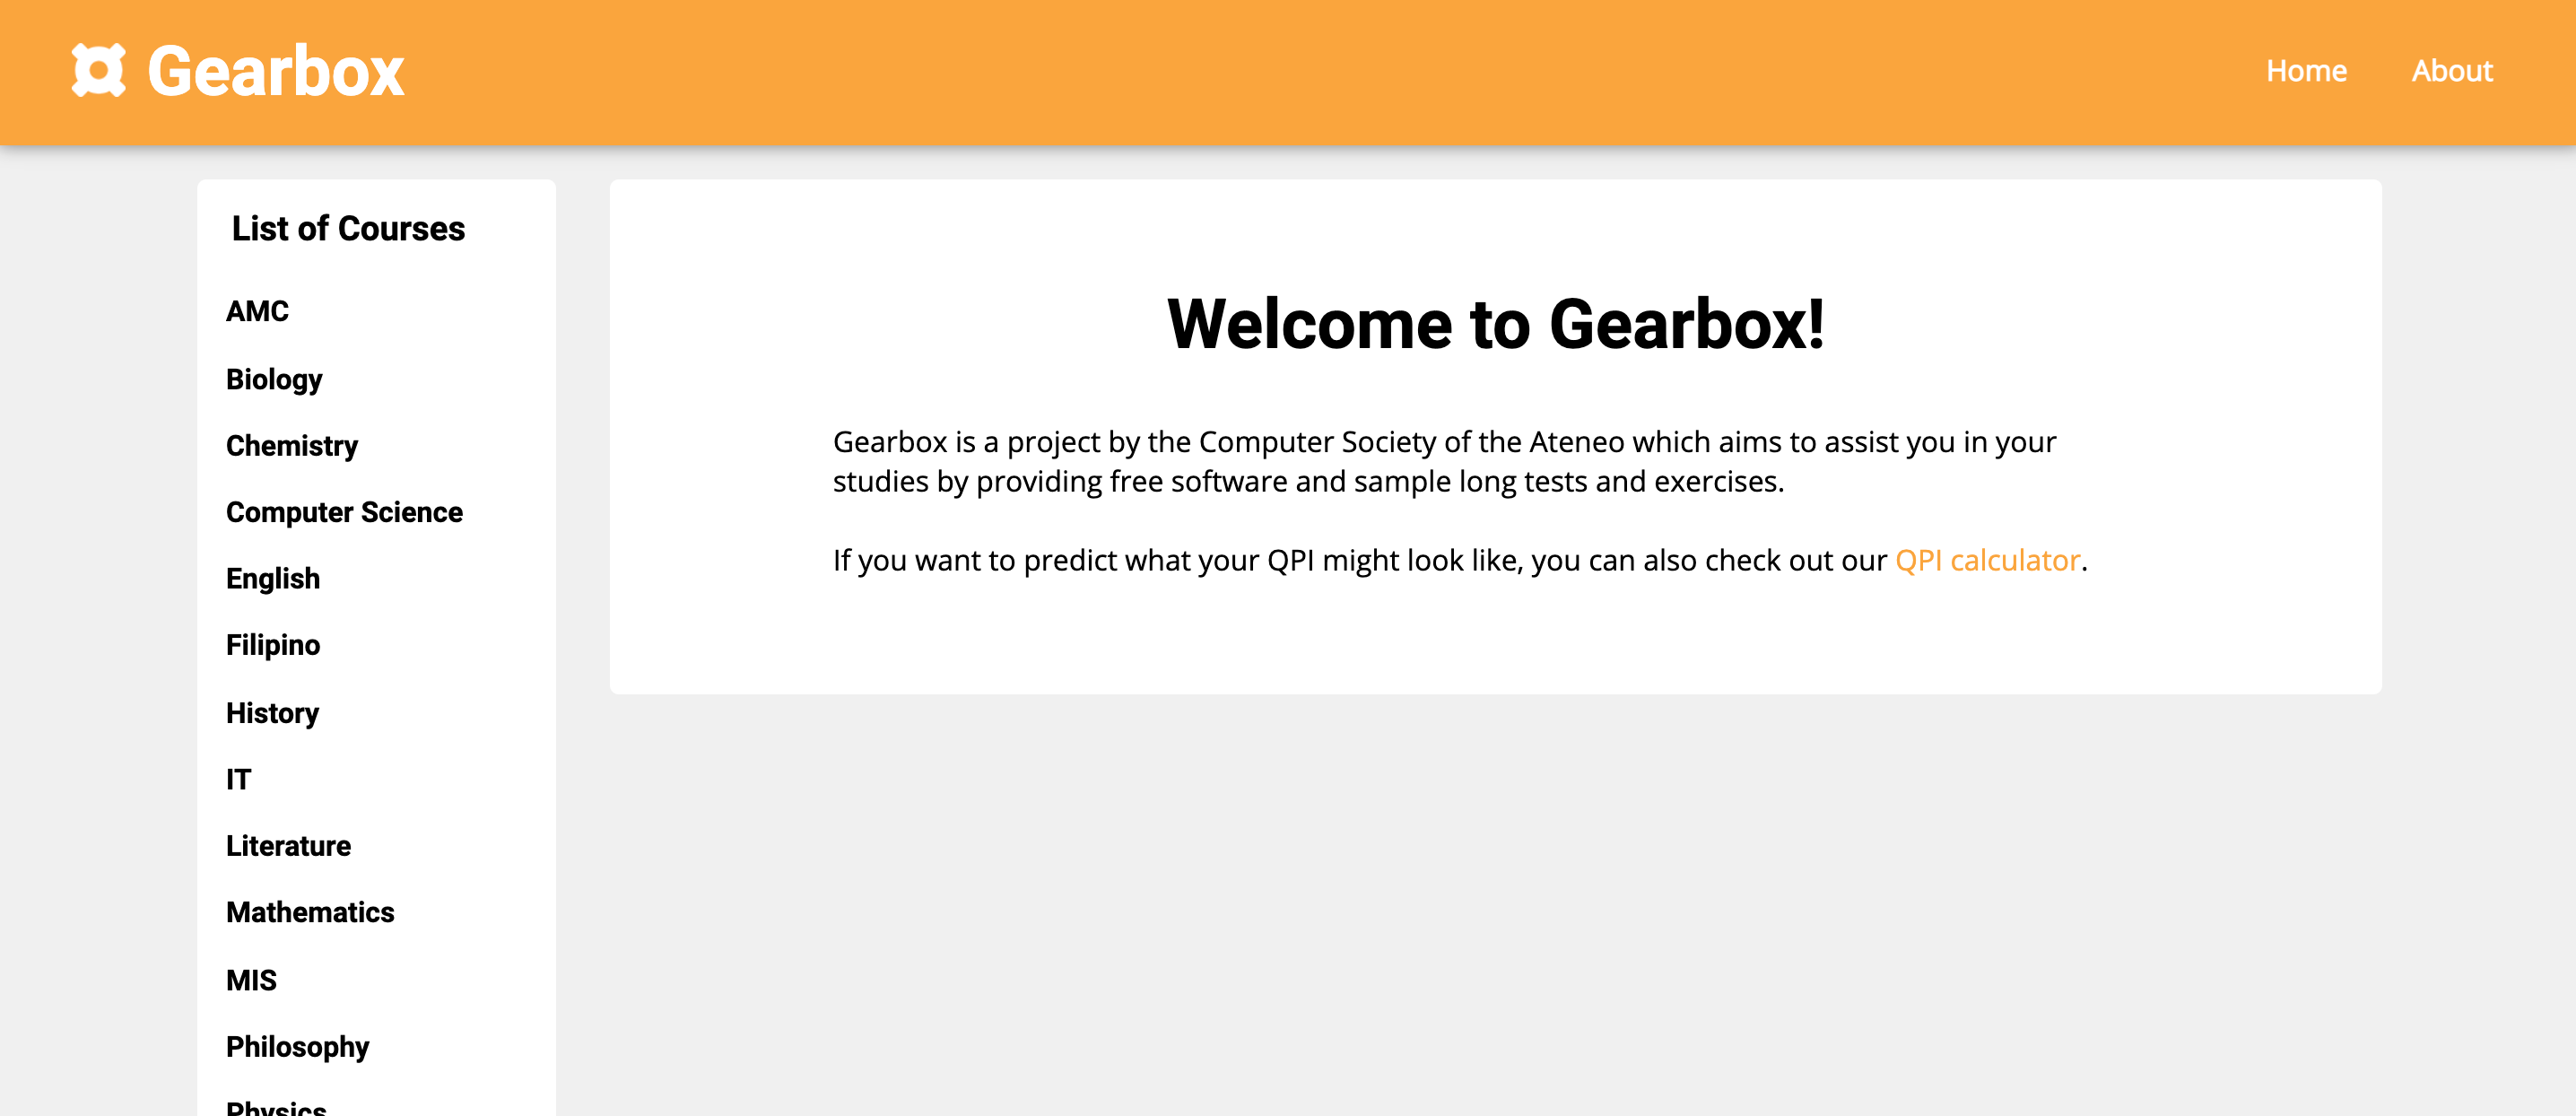 Gearbox
Home
About
List of Courses
AMC
Biology
Chemistry
Computer Science
English
Filipino
History
IT
Literature
Mathematics
MIS
Philosophy
Physics
Welcome to Gearbox!
Gearbox is a project by the Computer Society of the Ateneo which aims to assist you in your
studies by providing free software and sample long tests and exercises.
If you want to predict what your QPI might look like, you can also check out our QPI calculator.